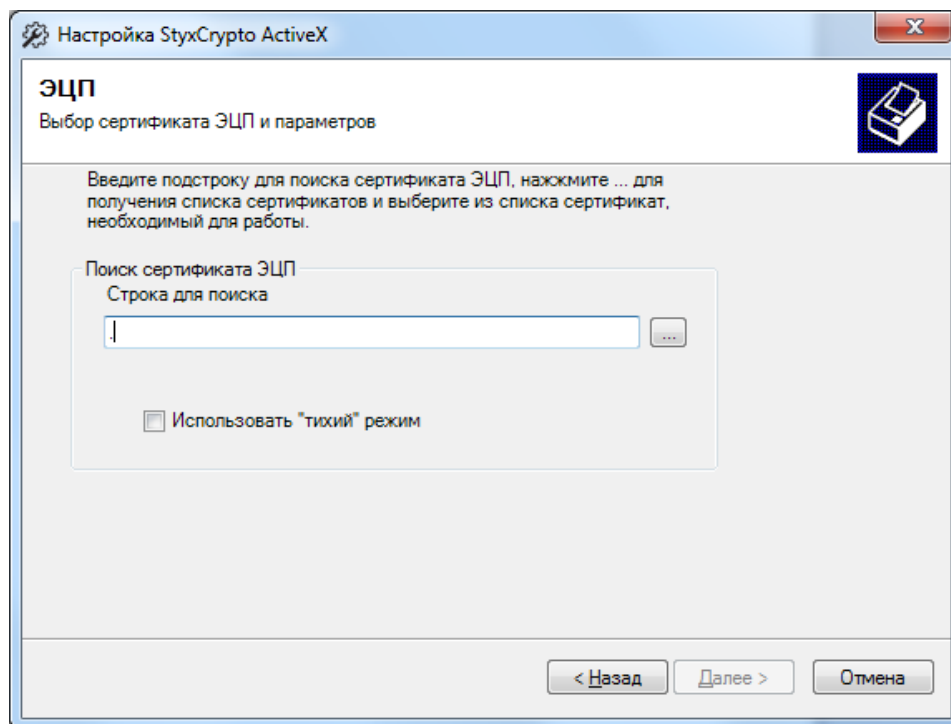 Настройка StyxCrypto ActiveX
ЭЦП
Выбор сертификата ЭЦП и параметров
Введите подстроку для поиска сертификата ЭЦП, нажжмите ... для
получения списка сертификатов и выберите из списка сертификат,
необходимый для работы.
Поиск сертификата ЭЦП
Строка для поиска
.
...
Использовать "тихий" режим
< Назад
Далее >
Отмена